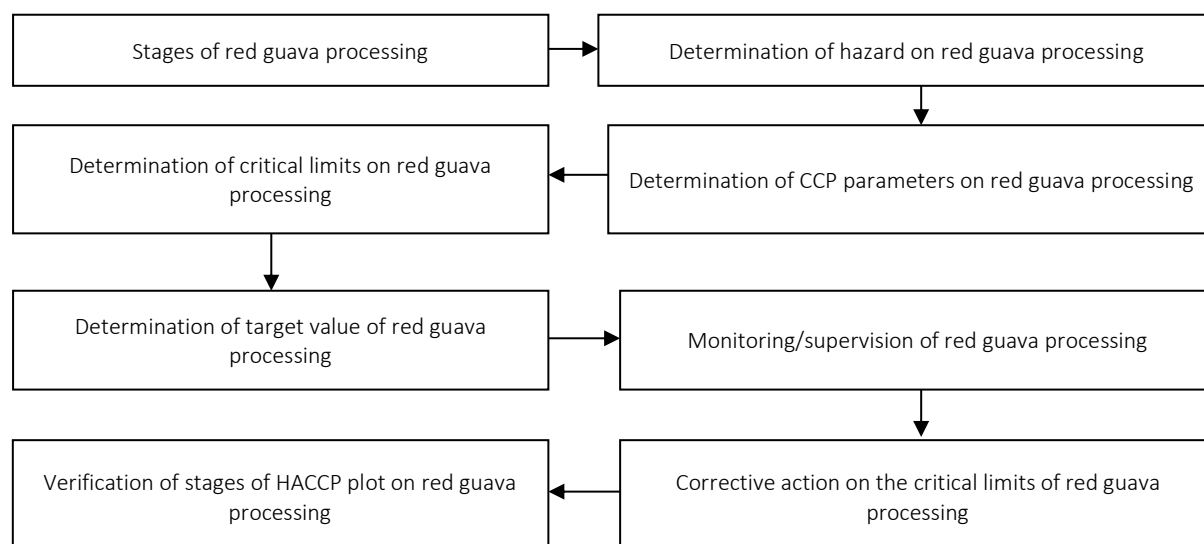 Stages of red guava processing
Determination of hazard on red guava processing
Determination of CCP parameters on red guava processing
Determination of critical limits on red guava
processing
Determination of target value of red guava
processing
Monitoring/supervision of red guava processing
Corrective action on the critical limits of red guava
processing
Verification of stages of HACCP plot on red guava
processing